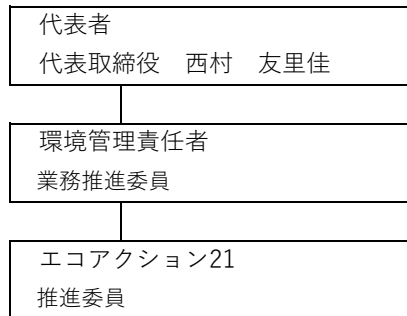 代表者
代表取締役　西村　友里佳
環境管理責任者
業務推進委員
エコアクション21
推進委員